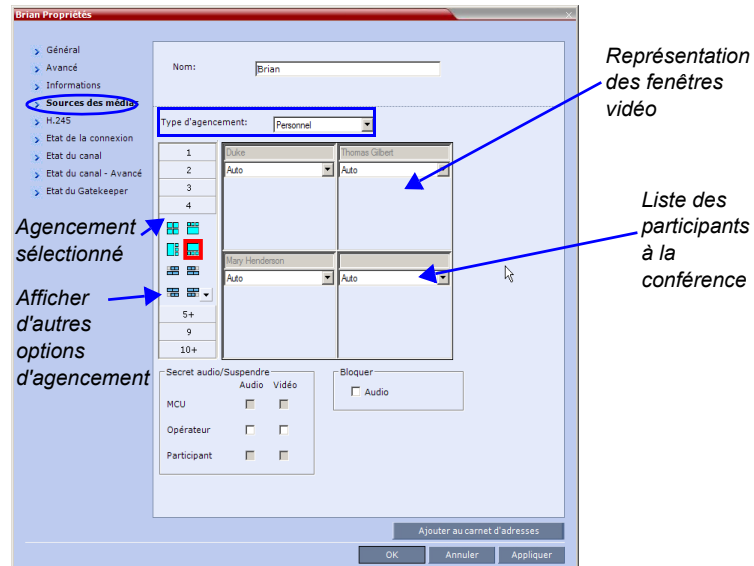 Brian Propriétés
Général
Avancé
Informations
Sources des médias
H.245
Etat de la connexion
Etat du canal
Etat du canal - Avancé
Etat du Gatekeeper
Nom:
Brian
Type d'agencement:
Personnel
1
2
3
4
5+
9
10+
Duke
Auto
Thomas Gilbert
Auto
Mary Henderson
Auto
Auto
Secret audio/Suspendre
Audio Vidéo
MCU
Opérateur
Participant
Bloquer
Audio
Ajouter au carnet d'adresses
OK
Annuler
Appliquer
Agencement
sélectionné
Afficher
d'autres
options
d'agencement
Représentation
des fenêtres
vidéo
Liste des
participants
à la
conférence